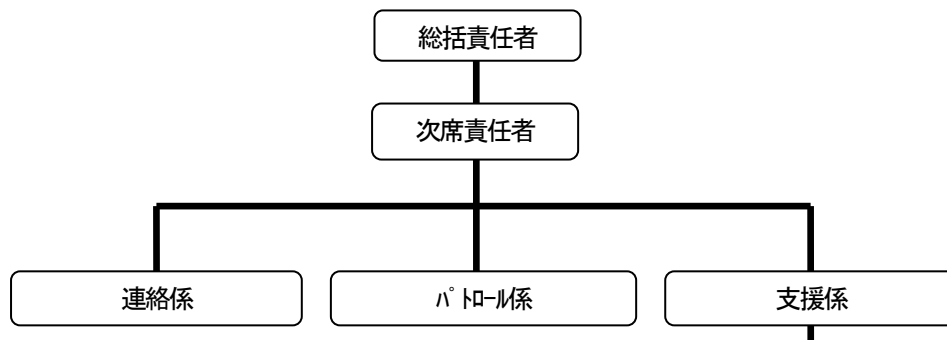 総括責任者
次席責任者
連絡係
ﾊﾟﾄﾛｰﾙ係
支援係